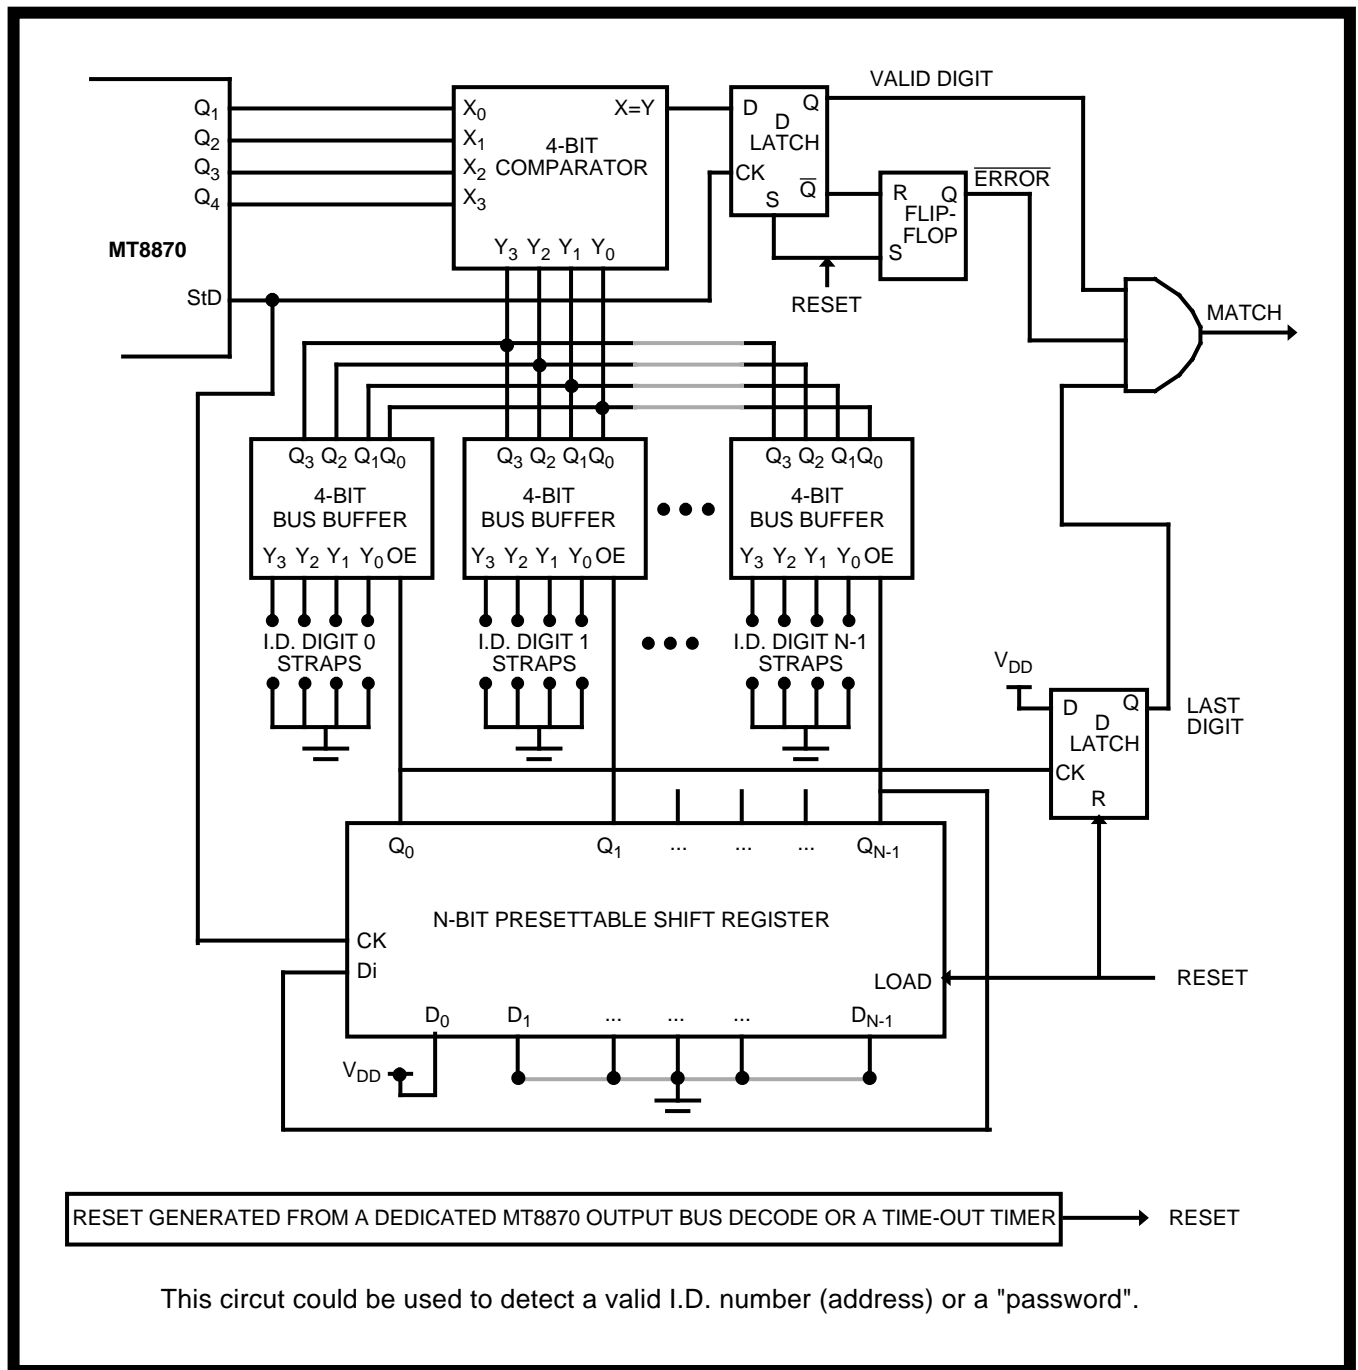 VALID DIGIT
Q1 X0 X=Y D Q
Q2 X1 4-BIT D
Q3 X2 COMPARATOR LATCH
Q4 X3 CK Q R Q ERROR
S FLIP-
FLOP
MT8870 Y3 Y2 Y1 Y0 S
StD RESET MATCH
Q3 Q2 Q1 Q0 Q3 Q2 Q1 Q0 Q3 Q2 Q1 Q0
4-BIT 4-BIT 4-BIT
BUS BUFFER BUS BUFFER BUS BUFFER
Y3 Y2 Y1 Y0 OE Y3 Y2 Y1 Y0 OE Y3 Y2 Y1 Y0 OE
I.D. DIGIT 0 I.D. DIGIT 1 I.D. DIGIT N-1
STRAPS STRAPS STRAPS
VDD
D Q LAST
D DIGIT
LATCH
CK
R
Q0 Q1 ... ... ... QN-1
N-BIT PRESETTABLE SHIFT REGISTER
CK
Di
LOAD RESET
D0 D1 ... ... ... DN-1
VDD
RESET GENERATED FROM A DEDICATED MT8870 OUTPUT BUS DECODE OR A TIME-OUT TIMER RESET
This circut could be used to detect a valid I.D. number (address) or a "password".